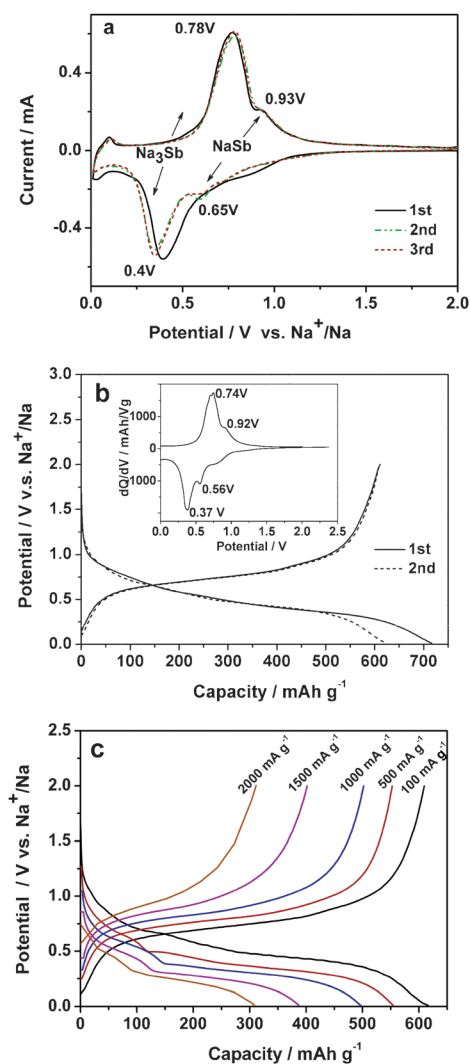 a
0.78V
0.93V
0.6
Na3Sb
NaSb
0.0
Current / mA
0.65V
-0.4
0.4V
1st
2nd
3rd
0.0 0.5 1.0 1.5 2.0
Potential / V vs. Na+/Na
b
3.0
2.5
2.0
1.5
1.0
0.5
0.0
Potential / V v.s. Na+/Na
0.74V
0.92V
1000
0
1000
dQ/dV / mAh/Vg
0.56V
0.37 V
0.0 0.5 1.0 1.5 2.0 2.5
Potential / V
1st
2nd
0 100 200 300 400 500 600 700
Capacity / mAh g-1
c
2.5
2.0
1.5
1.0
0.5
0.0
Potential / V vs. Na+/Na
2000 mA g-1
1500 mA g-1
1000 mA g-1
500 mA g-1
100 mA g-1
0 100 200 300 400 500 600
Capacity / mAh g-1